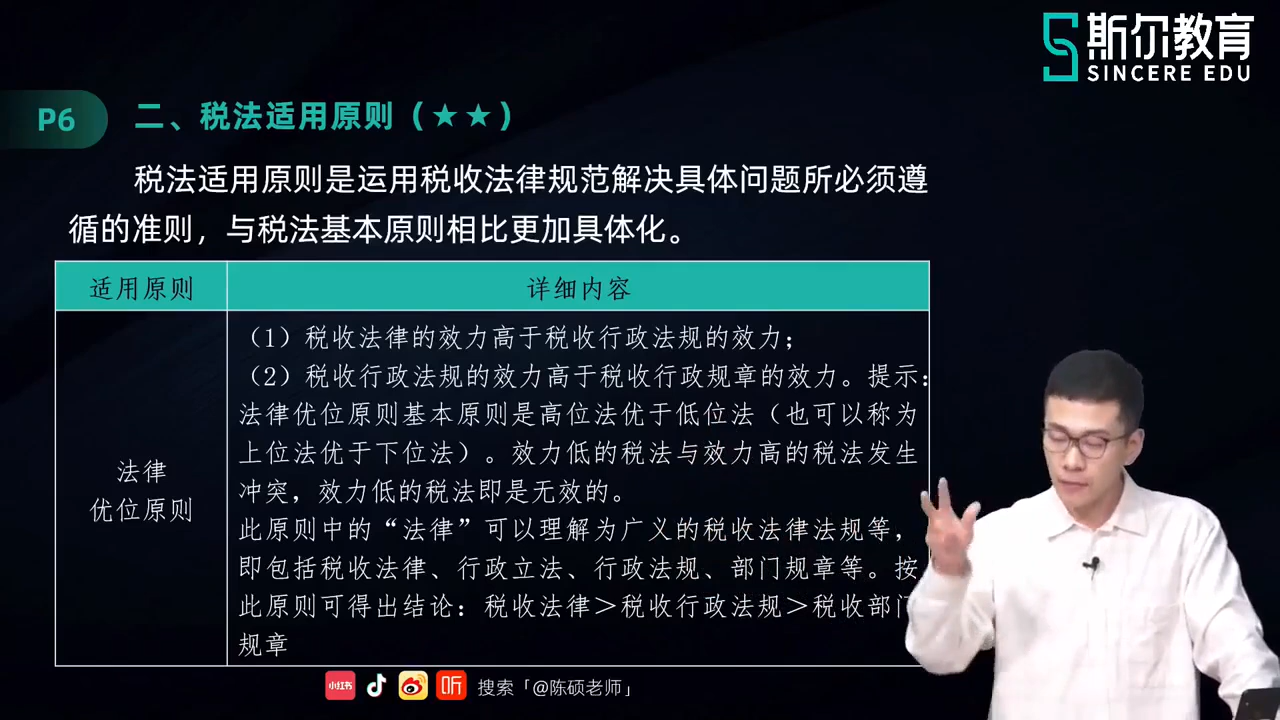 斯尔教育
SINCERE EDU
P6
二、税法适用原则（★★）
税法适用原则是运用税收法律规范解决具体问题所必须遵
循的准则，与税法基本原则相比更加具体化。
适用原则
详细内容
法律
优位原则
（1）税收法律的效力高于税收行政法规的效力；
（2）税收行政法规的效力高于税收行政规章的效力。提示：
法律优位原则基本原则是高位法优于低位法（也可以称为
上位法优于下位法）。效力低的税法与效力高的税法发生
冲突，效力低的税法即是无效的。
此原则中的“法律”可以理解为广义的税收法律法规等，
即包括税收法律、行政立法、行政法规、部门规章等。按
此原则可得出结论：税收法律＞税收行政法规＞税收部门
规章
小红书
听
搜索「@陈硕老师」